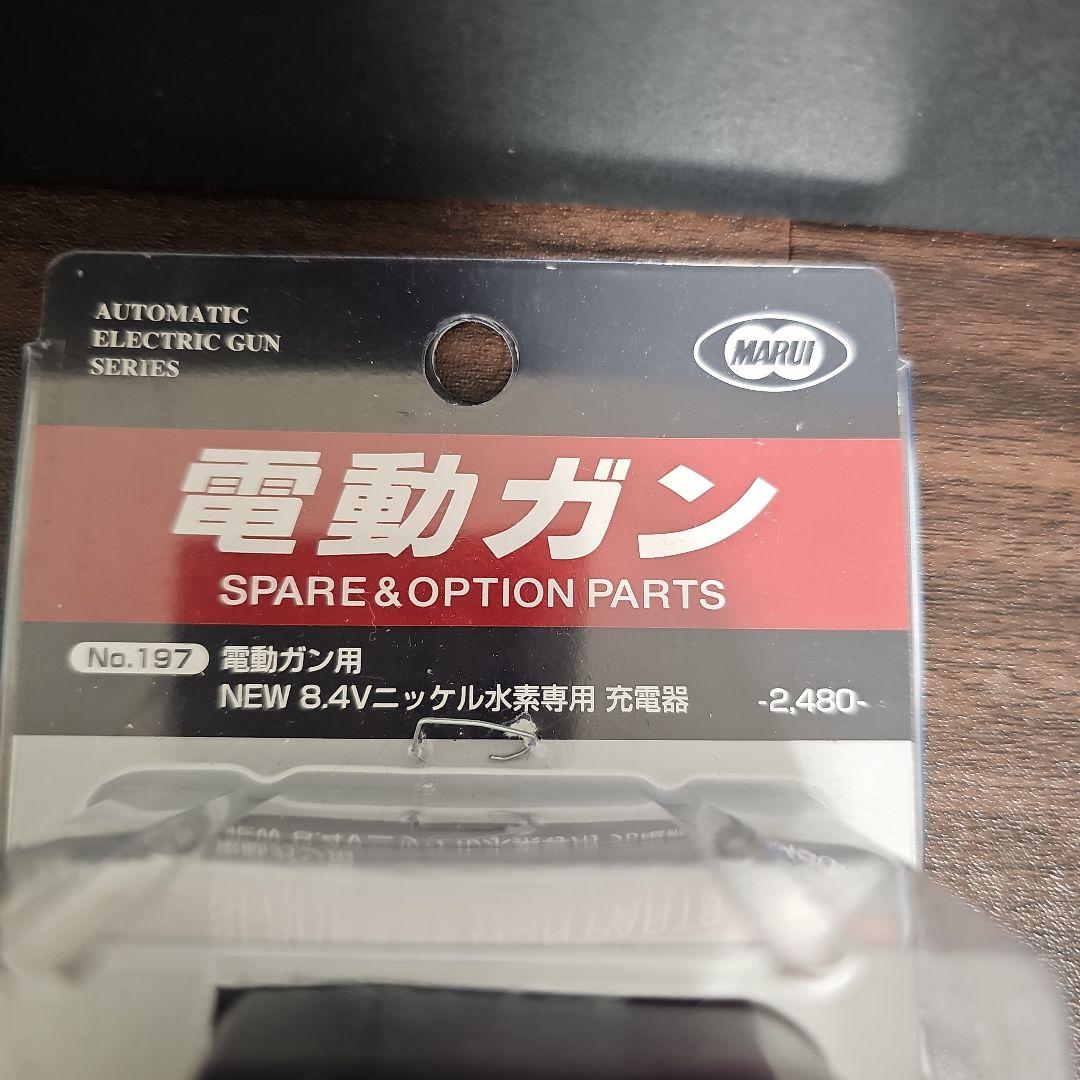 AUTOMATIC
ELECTRIC GUN
SERIES
MARUI
電動ガン
SPARE & OPTION PARTS
No.197 電動ガン用
NEW 8.4Vニッケル水素専用 充電器 -2,480-